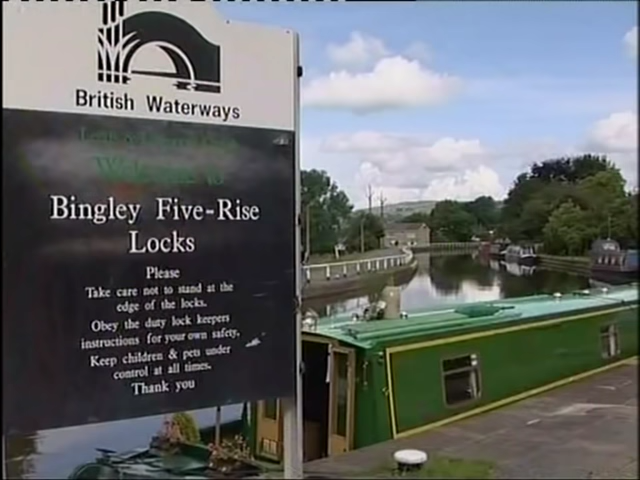 British Waterways
Welcome to
Bingley Five-Rise
Locks
Please
Take care not to stand at the
edge of the locks.
Obey the duty lock keepers
instructions for your own safety.
Keep children & pets under
control at all times.
Thank you